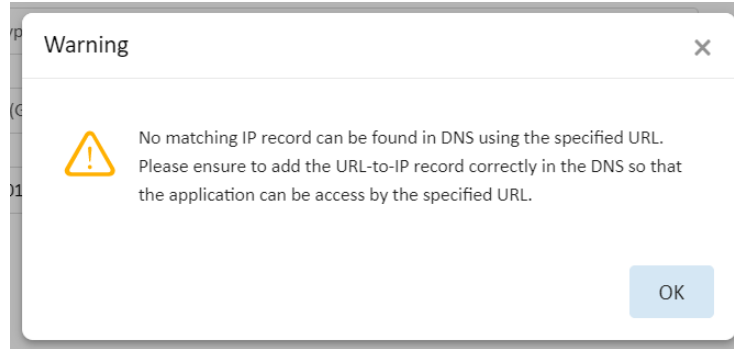 Warning
No matching IP record can be found in DNS using the specified URL.
Please ensure to add the URL-to-IP record correctly in the DNS so that
the application can be access by the specified URL.
OK